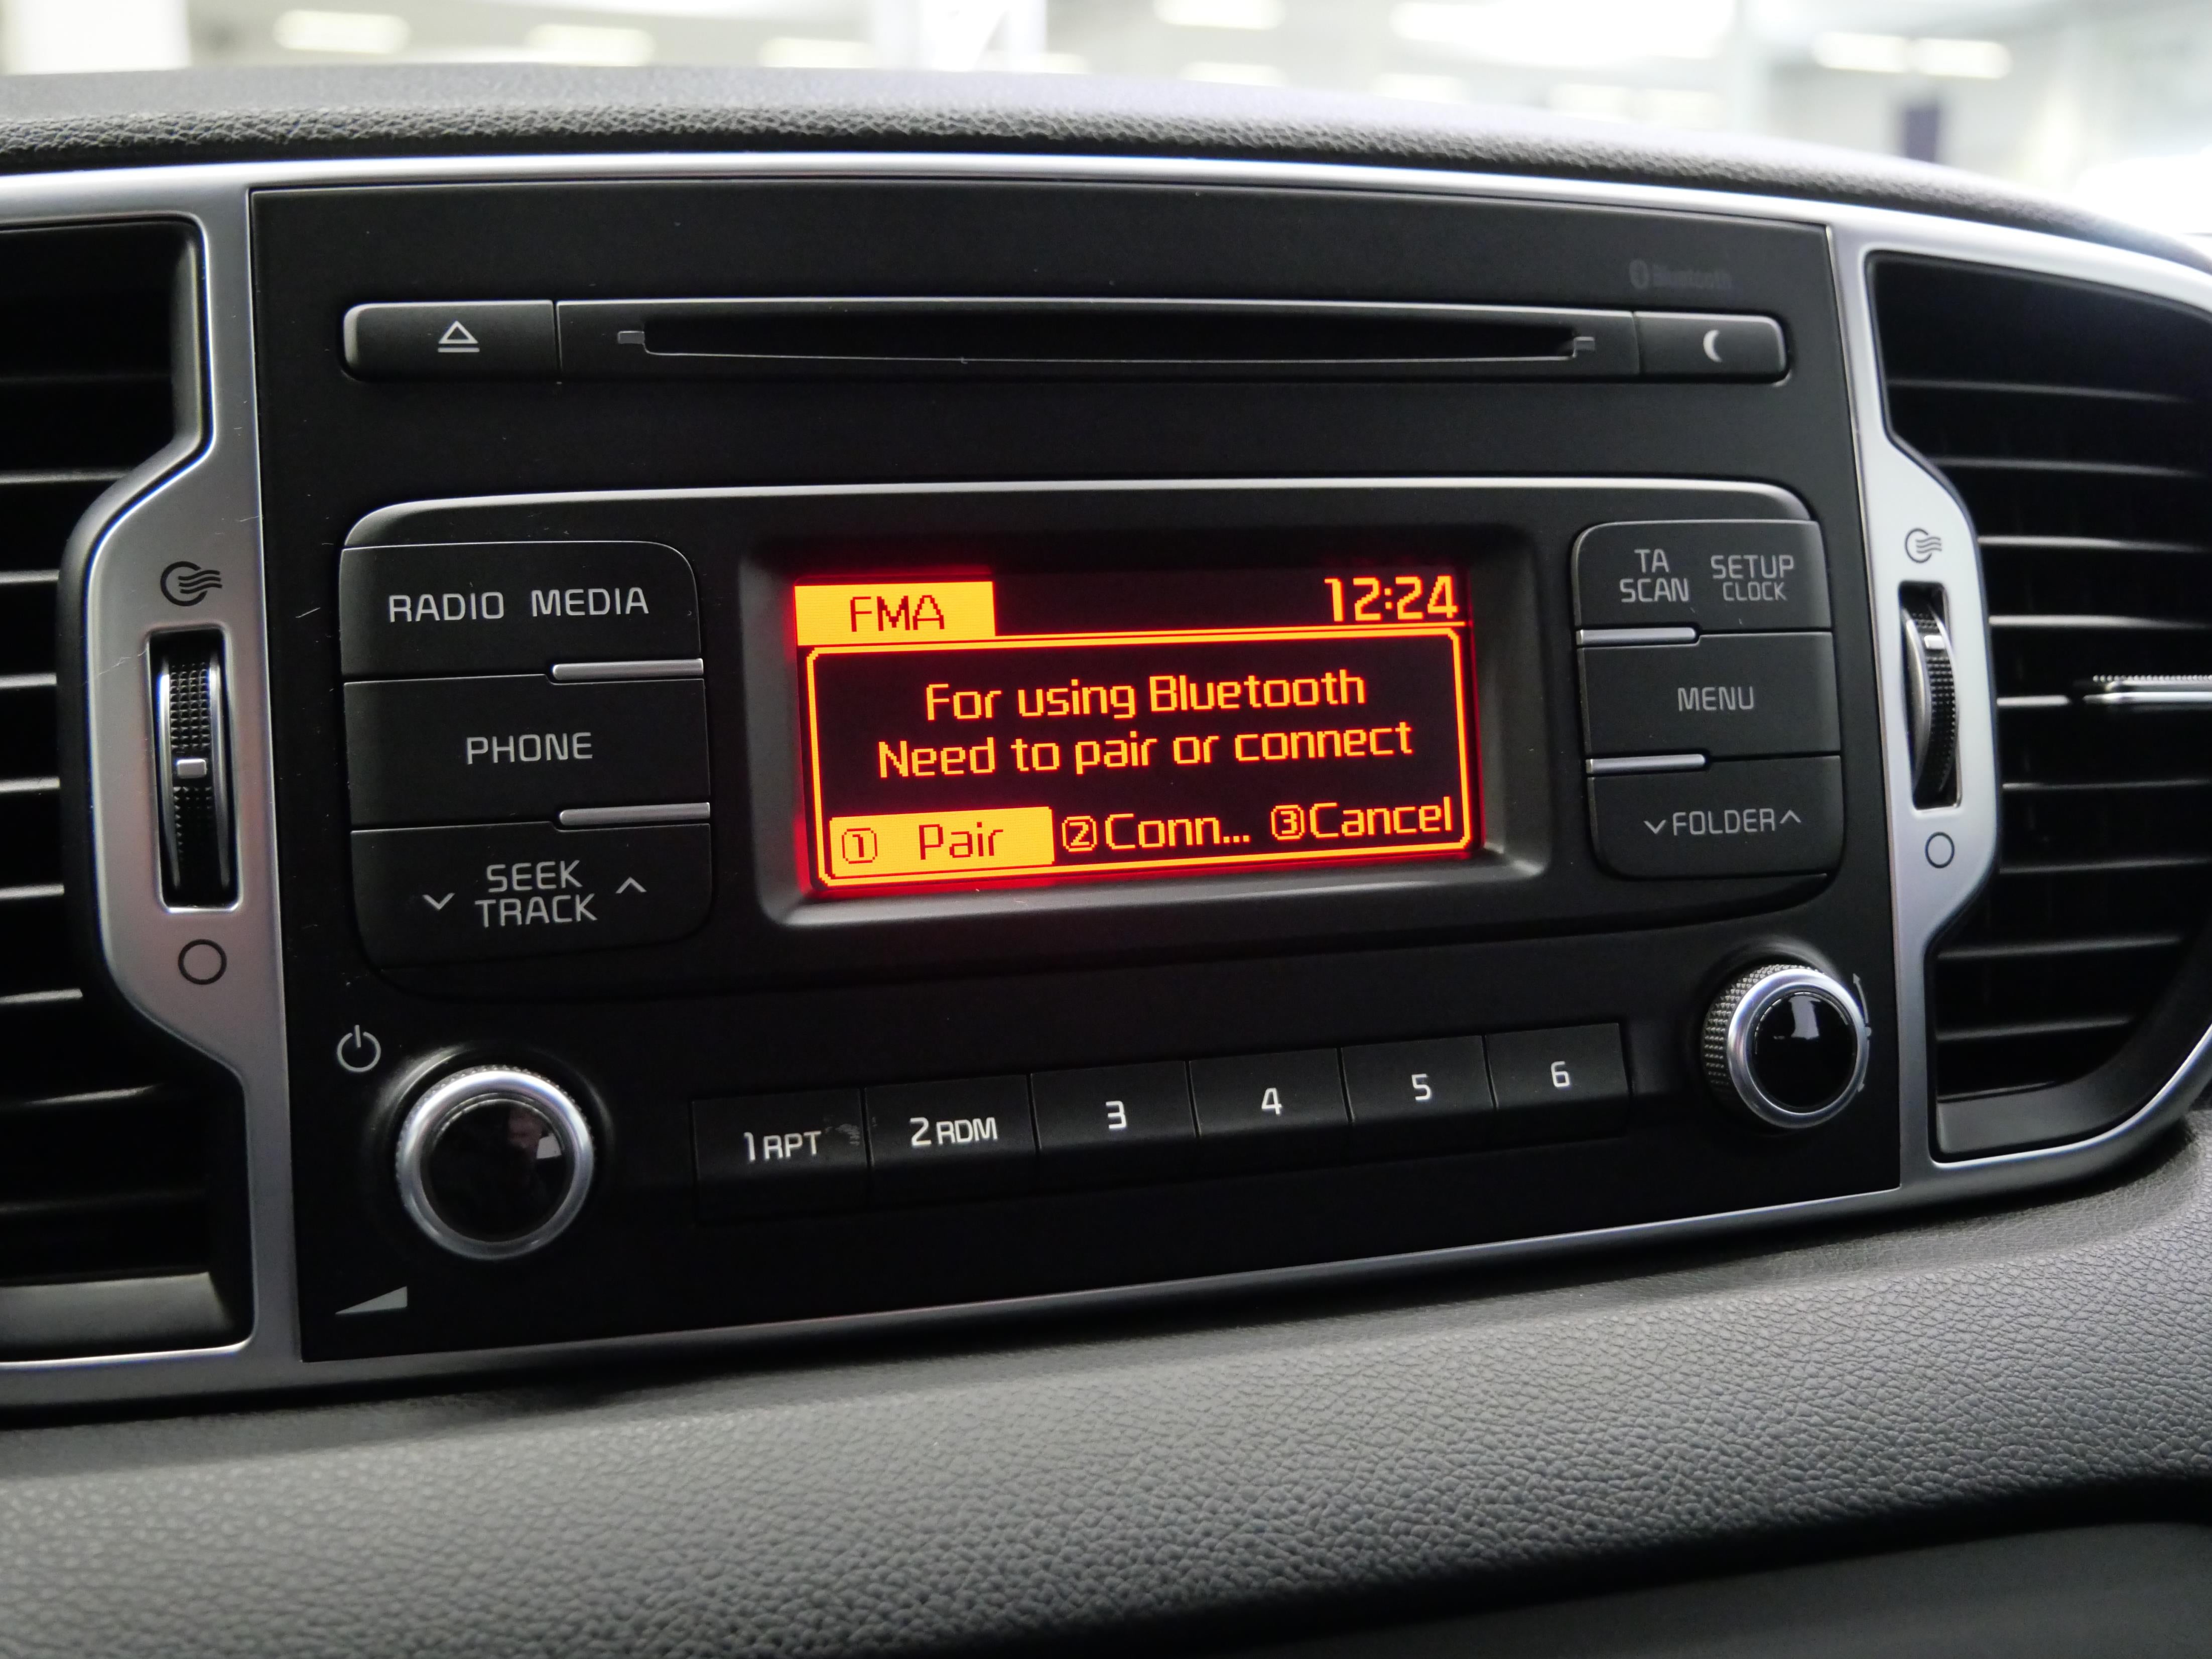 Bluetooth
RADIO MEDIA
PHONE
SEEK
TRACK
FMA 12:24
For using Bluetooth
Need to pair or connect
① Pair ②Conn... ③Cancel
TA
SCAN
SETUP
CLOCK
MENU
FOLDER
1 RPT 2 RDM 3 4 5 6